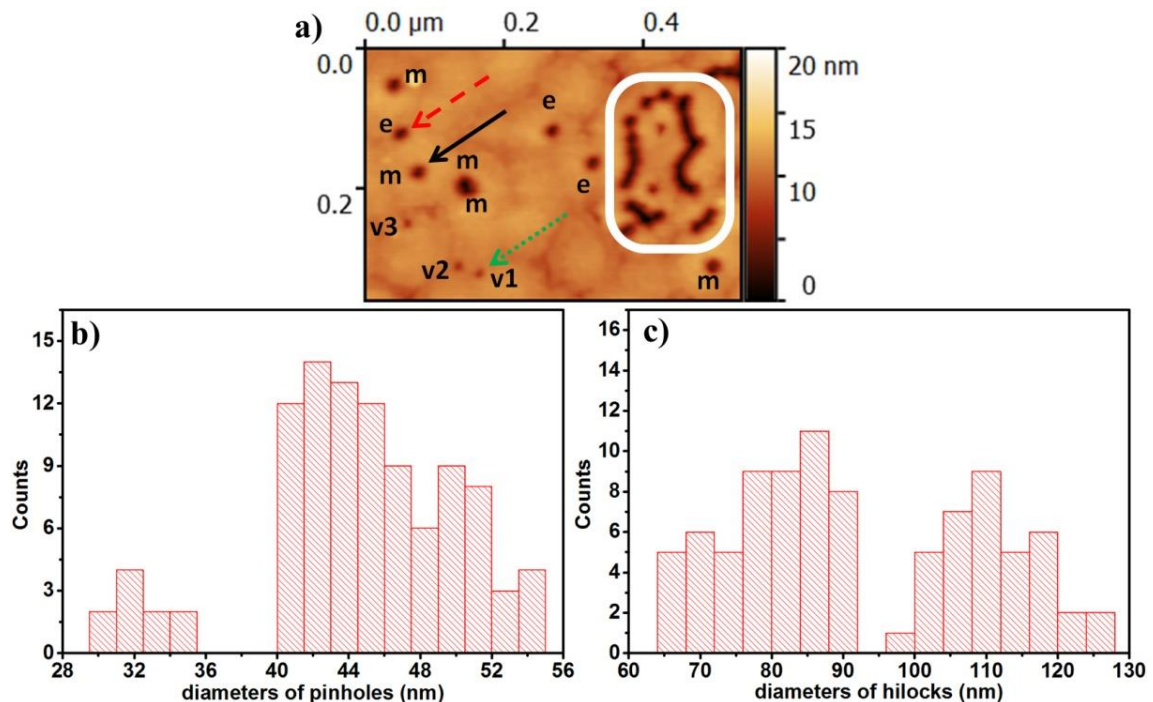 a)
0.0 µm 0.2 0.4
0.0
0.2
m
e
m
m
m
e
e
v3
v2
v1
m
20 nm
15
10
5
0
b)
Counts
15
12
9
6
3
0
28 32 36 40 44 48 52 56
diameters of pinholes (nm)
c)
Counts
16
14
12
10
8
6
4
2
0
60 70 80 90 100 110 120 130
diameters of hilocks (nm)